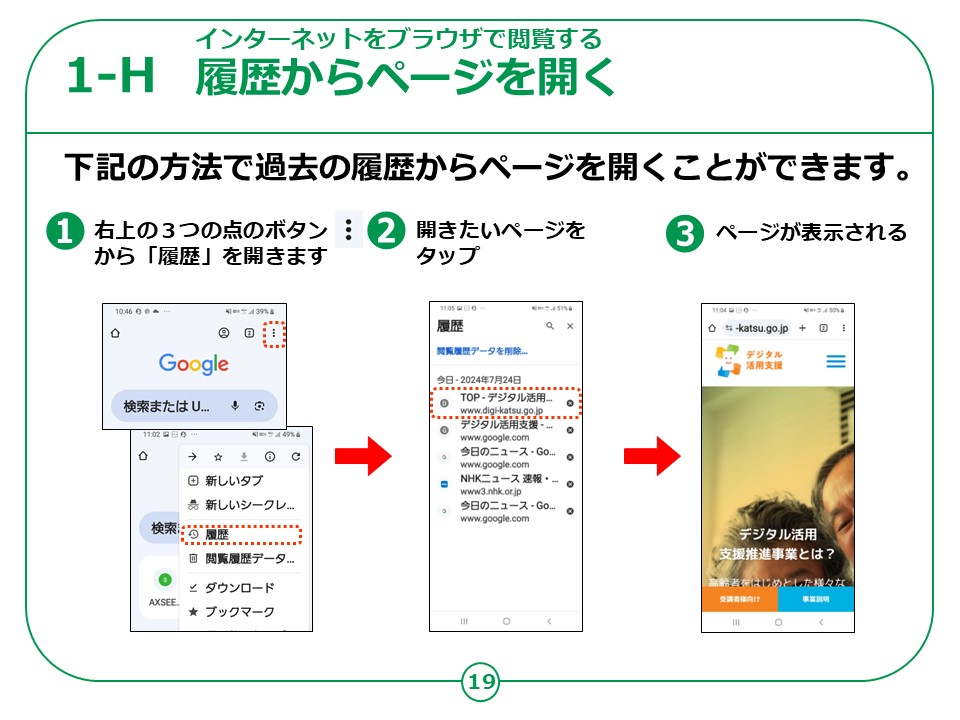 インターネットをブラウザで閲覧する
1-H 履歴からページを開く
下記の方法で過去の履歴からページを開くことができます。
1 右上の３つの点のボタン
から「履歴」を開きます
2 開きたいページを
タップ
3 ページが表示される
10:46 39%
2
Google
検索または U...
11:02 49%
新しいタブ
新しいシークレ...
検索
履歴
閲覧履歴データ...
ダウンロード
AXSEE..
ブックマーク
11:05 51%
履歴
閲覧履歴データを削除...
今日 - 2024年7月24日
TOP - デジタル活用...
www.digi-katsu.go.jp
デジタル活用支援 - ...
www.google.com
今日のニュース - Go...
www.google.com
NHKニュース 速報・...
www3.nhk.or.jp
今日のニュース - Go...
www.google.com
11:04 50%
-katsu.go.jp
2
デジタル
活用支援
デジタル活用
支援推進事業とは？
高齢者をはじめとした様々な
受講者様向け 事業説明
19